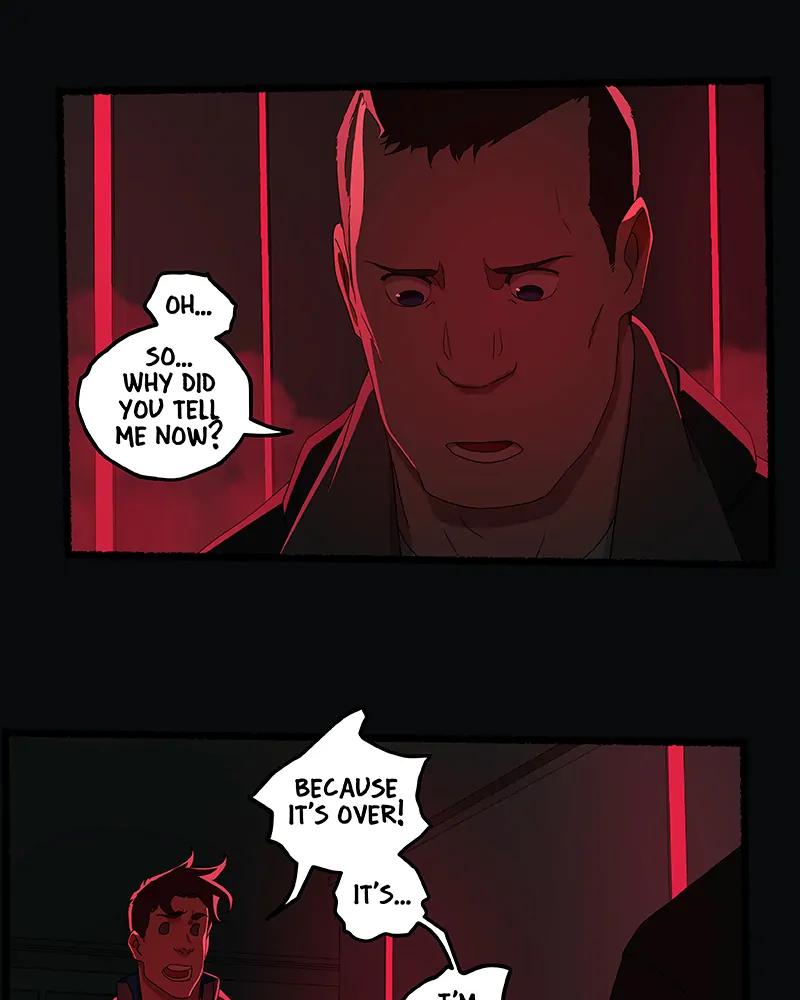 OH...
SO...
WHY DID
YOU TELL
ME NOW?
BECAUSE
IT'S OVER!
IT'S...
I'M